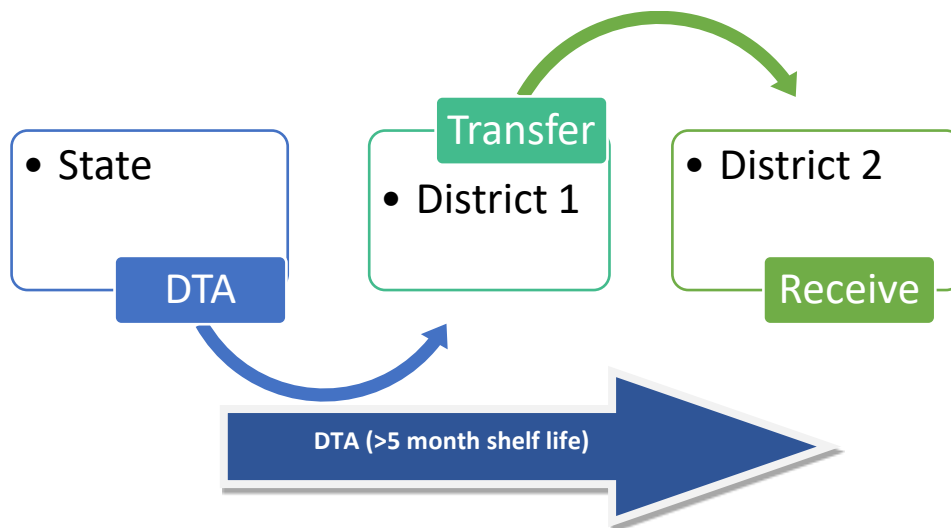 • State
DTA
Transfer
• District 1
• District 2
Receive
DTA (>5 month shelf life)